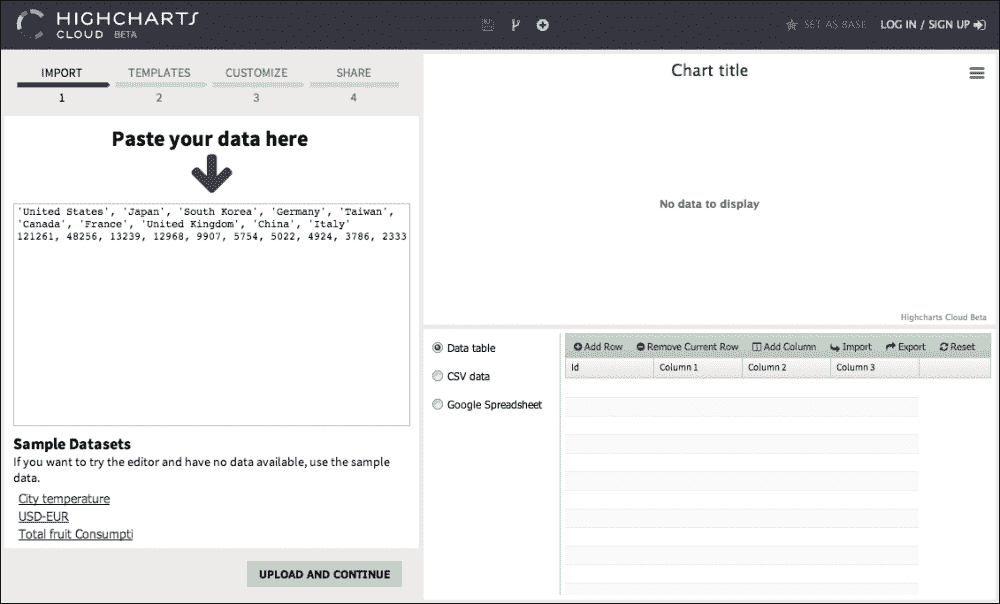 HIGHCHARTS
CLOUD BETA
SET AS BASE
LOG IN / SIGN UP
IMPORT
TEMPLATES
CUSTOMIZE
SHARE
1
2
3
4
Paste your data here
'United States', 'Japan', 'South Korea', 'Germany', 'Taiwan',
'Canada', 'France', 'United Kingdom', 'China', 'Italy'
121261, 48256, 13239, 12968, 9907, 5754, 5022, 4924, 3786, 2333
Sample Datasets
If you want to try the editor and have no data available, use the sample
data.
City temperature
USD-EUR
Total fruit Consumpti
UPLOAD AND CONTINUE
Chart title
No data to display
Highcharts Cloud Beta
Data table
CSV data
Google Spreadsheet
Add Row Remove Current Row Add Column Import Export Reset
Id Column 1 Column 2 Column 3